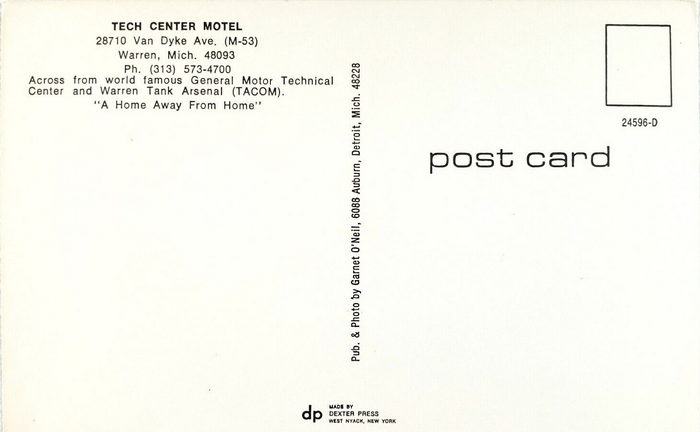 TECH CENTER MOTEL
28710 Van Dyke Ave. (M-53)
Warren, Mich. 48093
Ph. (313) 573-4700
Across from world famous General Motor Technical
Center and Warren Tank Arsenal (TACOM).
"A Home Away From Home"
Pub. & Photo by Garnet O'Neil, 6088 Auburn, Detroit, Mich. 48228
24596-D
post card
dp
MADE BY
DEXTER PRESS
WEST NYACK, NEW YORK